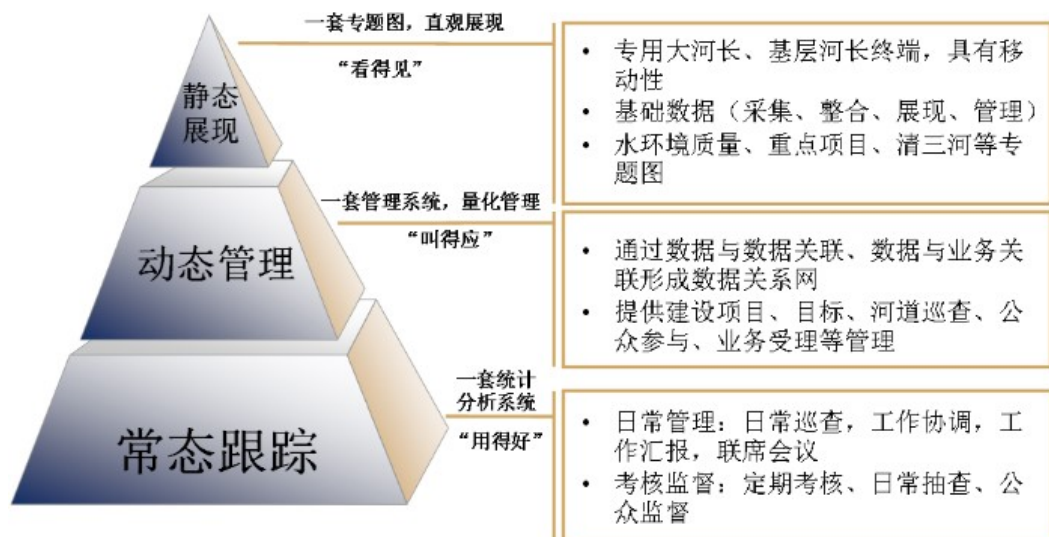 一套专题图，直观展现
“看得见”
静态
展现
• 专用大河长、基层河长终端，具有移
动性
• 基础数据（采集、整合、展现、管理）
• 水环境质量、重点项目、清三河等专
题图
一套管理系统，量化管理
“叫得应”
动态管理
• 通过数据与数据关联、数据与业务关
联形成数据关系网
• 提供建设项目、目标、河道巡查、公
众参与、业务受理等管理
一套统计
分析系统
“用得好”
常态跟踪
• 日常管理：日常巡查，工作协调，工
作汇报，联席会议
• 考核监督：定期考核、日常抽查、公
众监督